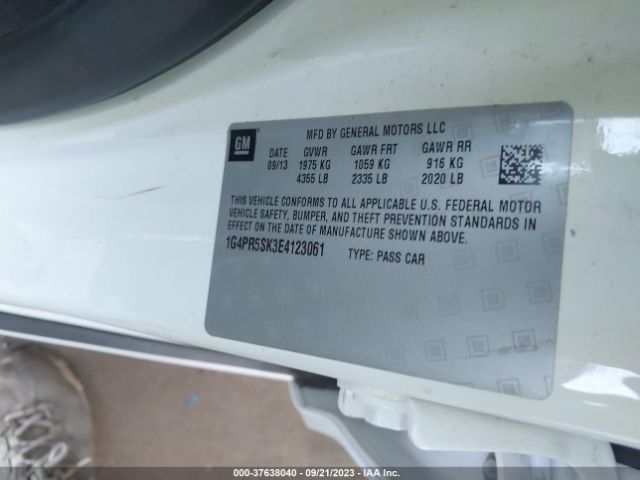 GM
MFD BY GENERAL MOTORS LLC
DATE GVWR GAWR FRT GAWR RR
09/13 1975 KG 1059 KG 916 KG
4355 LB 2335 LB 2020 LB
THIS VEHICLE CONFORMS TO ALL APPLICABLE U.S. FEDERAL MOTOR
VEHICLE SAFETY, BUMPER, AND THEFT PREVENTION STANDARDS IN
EFFECT ON THE DATE OF MANUFACTURE SHOWN ABOVE.
1G4PR5SK3E4123061 TYPE: PASS CAR
000-37638040 - 09/21/2023 - IAA Inc.